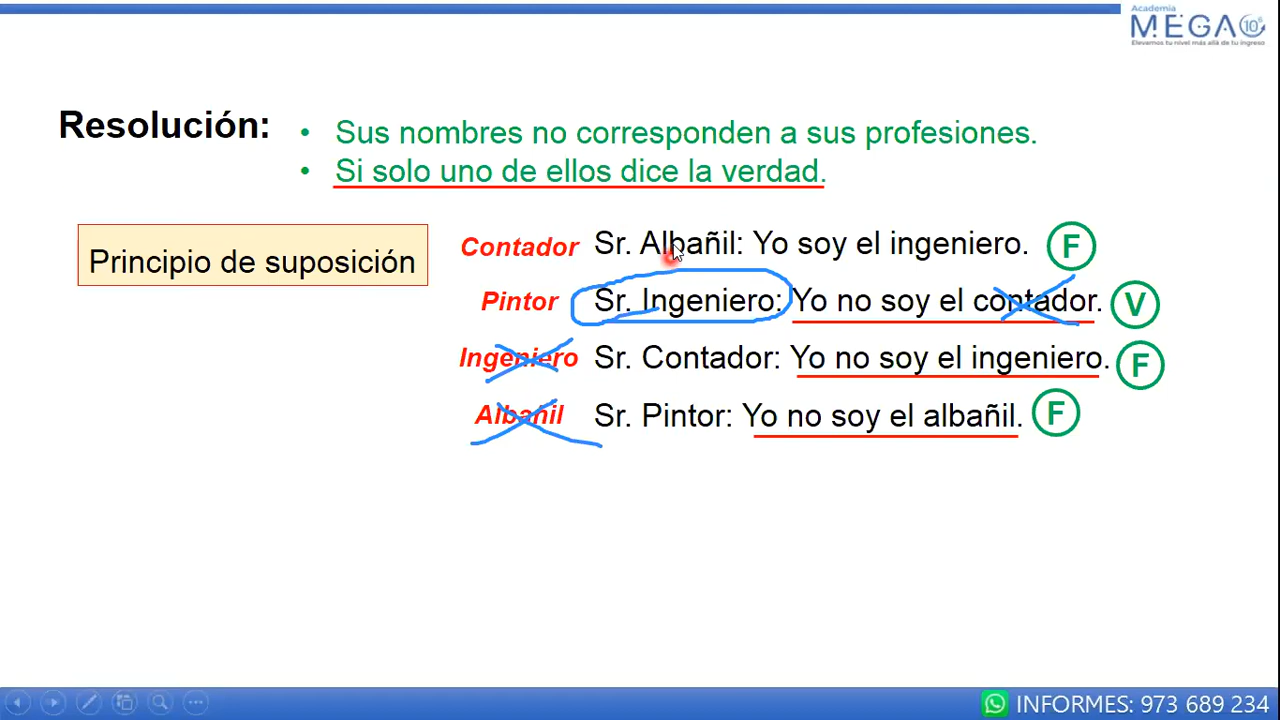 Academia
MEGA 10⁶
Elevamos tu nivel más allá de tu ingreso
Resolución:
• Sus nombres no corresponden a sus profesiones.
• Si solo uno de ellos dice la verdad.
Principio de suposición
Contador Sr. Albañil: Yo soy el ingeniero. F
Pintor Sr. Ingeniero: Yo no soy el contador. V
Ingeniero Sr. Contador: Yo no soy el ingeniero. F
Albañil Sr. Pintor: Yo no soy el albañil. F
INFORMES: 973 689 234